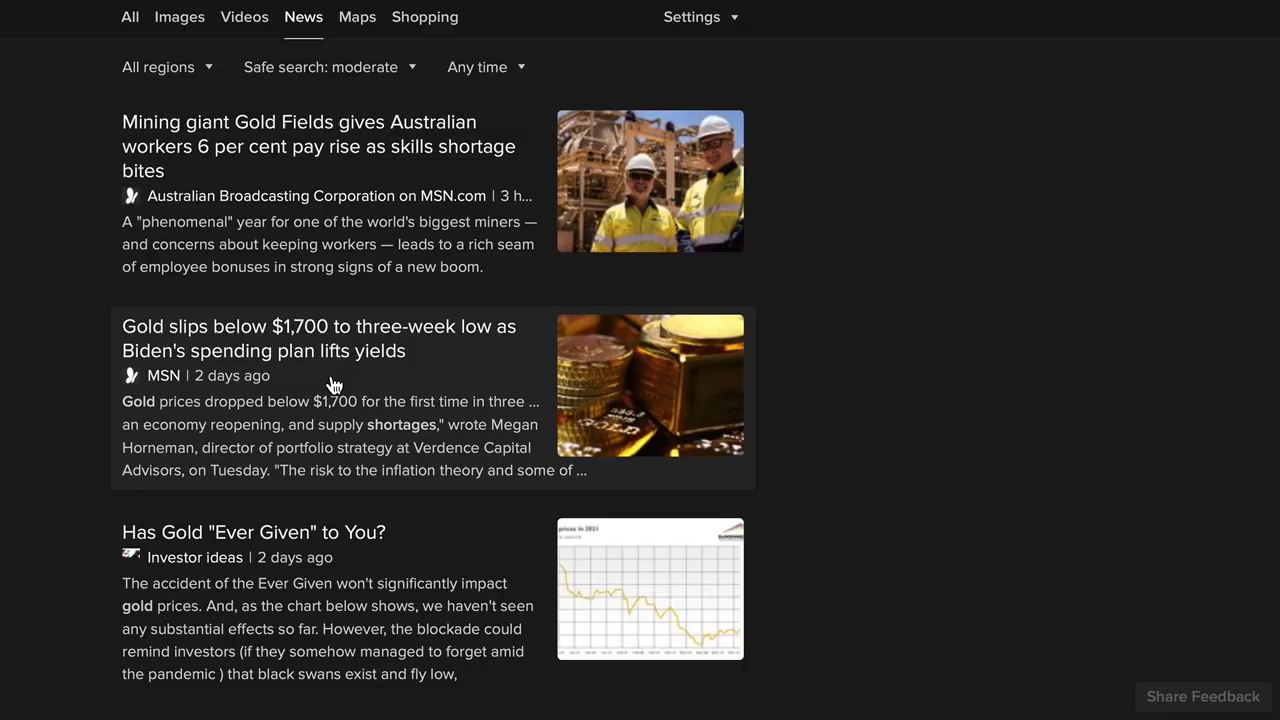 All Images Videos News Maps Shopping Settings
All regions Safe search: moderate Any time
Mining giant Gold Fields gives Australian
workers 6 per cent pay rise as skills shortage
bites
Australian Broadcasting Corporation on MSN.com | 3 h...
A "phenomenal" year for one of the world's biggest miners —
and concerns about keeping workers — leads to a rich seam
of employee bonuses in strong signs of a new boom.
Gold slips below $1,700 to three-week low as
Biden's spending plan lifts yields
MSN | 2 days ago
Gold prices dropped below $1,700 for the first time in three ...
an economy reopening, and supply shortages," wrote Megan
Horneman, director of portfolio strategy at Verdence Capital
Advisors, on Tuesday. "The risk to the inflation theory and some of ...
GOLD
Has Gold "Ever Given" to You?
Investor ideas | 2 days ago
prices in 2021
The accident of the Ever Given won't significantly impact
gold prices. And, as the chart below shows, we haven't seen
any substantial effects so far. However, the blockade could
remind investors (if they somehow managed to forget amid
the pandemic ) that black swans exist and fly low,
Share Feedback